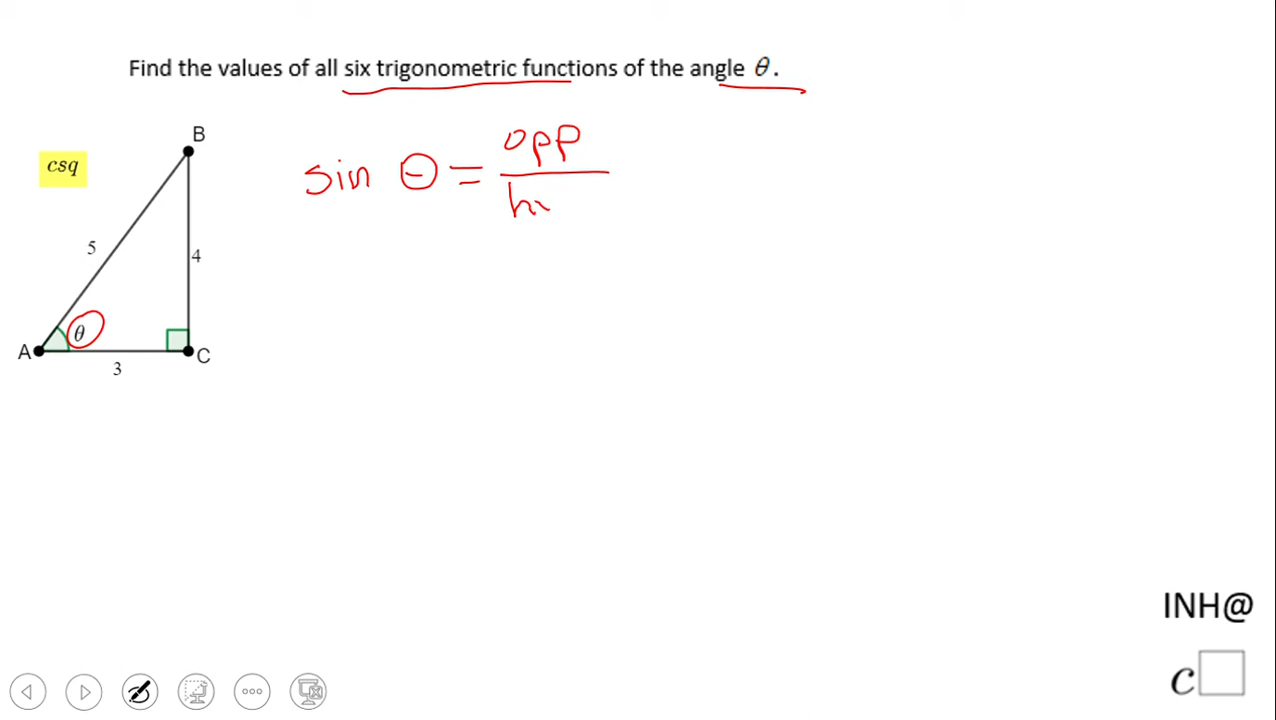 Find the values of all six trigonometric functions of the angle θ.
B
csq
sin θ = opp
5
4
θ
A
C
3
INH@
c